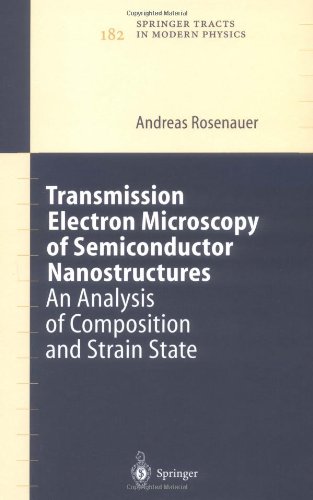 182
SPRINGER TRACTS
IN MODERN PHYSICS
Andreas Rosenauer
Transmission
Electron Microscopy
of Semiconductor
Nanostructures
An Analysis
of Composition
and Strain State
Springer